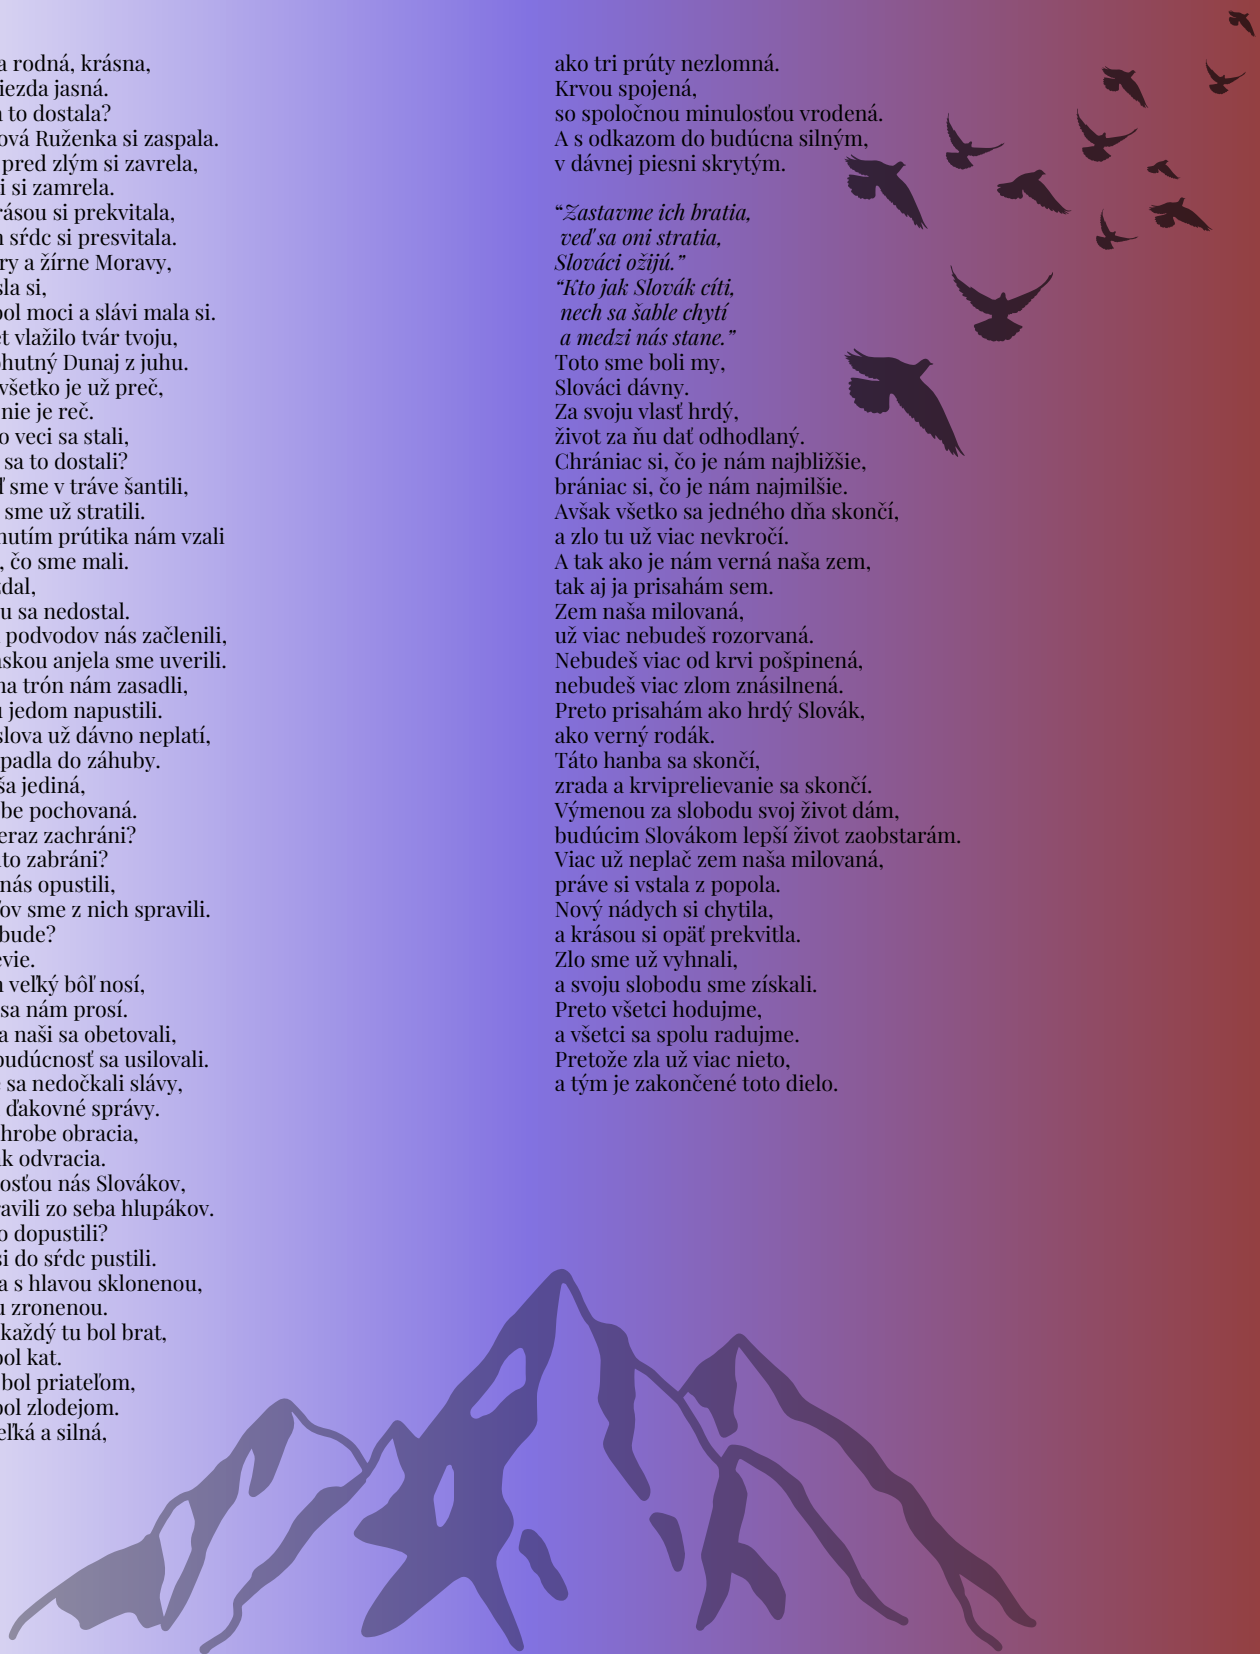 a rodná, krásna,
iezda jasná.
to dostala?
ová Ruženka si zaspala.
pred zlým si zavrela,
i si zamrela.
rásou si prekvitala,
sŕdc si presvitala.
ry a žírne Moravy,
sla si,
pol moci a slávi mala si.
et vlažilo tvár tvoju,
ohutný Dunaj z juhu.
všetko je už preč,
nie je reč.
o veci sa stali,
sa to dostali?
ľ sme v tráve šantili,
sme už stratili.
nutím prútika nám vzali
, čo sme mali.
dal,
u sa nedostal.
podvodov nás začlenili,
askou anjela sme uverili.
na trón nám zasadli,
u jedom napustili.
slova už dávno neplatí,
padla do záhuby.
ša jediná,
be pochovaná.
eraz zachráni?
to zabráni?
nás opustili,
ľov sme z nich spravili.
bude?
evie.
veľký bôľ nosí,
sa nám prosí.
a naši sa obetovali,
budúcnosť sa usilovali.
sa nedočkali slávy,
ďakovné správy.
hrobe obracia,
ak odvracia.
osťou nás Slovákov,
avili zo seba hlupákov.
o dopustili?
si do sŕdc pustili.
a s hlavou sklonenou,
u zronenou.
každý tu bol brat,
bol kat.
bol priateľom,
bol zlodejom.
eľká a silná,
ako tri prúty nezlomná.
Krvou spojená,
so spoločnou minulosťou vrodená.
A s odkazom do budúcna silným,
v dávnej piesni skrytým.
“Zastavme ich bratia,
veď sa oni stratia,
Slováci ožijú.”
“Kto jak Slovák cíti,
nech sa šable chytí
a medzi nás stane.”
Toto sme boli my,
Slováci dávny.
Za svoju vlasť hrdý,
život za ňu dať odhodlaný.
Chrániac si, čo je nám najbližšie,
brániac si, čo je nám najmilšie.
Avšak všetko sa jedného dňa skončí,
a zlo tu už viac nevkročí.
A tak ako je nám verná naša zem,
tak aj ja prisahám sem.
Zem naša milovaná,
už viac nebudeš rozorvaná.
Nebudeš viac od krvi pošpinená,
nebudeš viac zlom znásilnená.
Preto prisahám ako hrdý Slovák,
ako verný rodák.
Táto hanba sa skončí,
zrada a krviprelievanie sa skončí.
Výmenou za slobodu svoj život dám,
budúcim Slovákom lepší život zaobstarám.
Viac už neplač zem naša milovaná,
práve si vstala z popola.
Nový nádych si chytila,
a krásou si opäť prekvitla.
Zlo sme už vyhnali,
a svoju slobodu sme získali.
Preto všetci hodujme,
a všetci sa spolu radujme.
Pretože zla už viac nieto,
a tým je zakončené toto dielo.